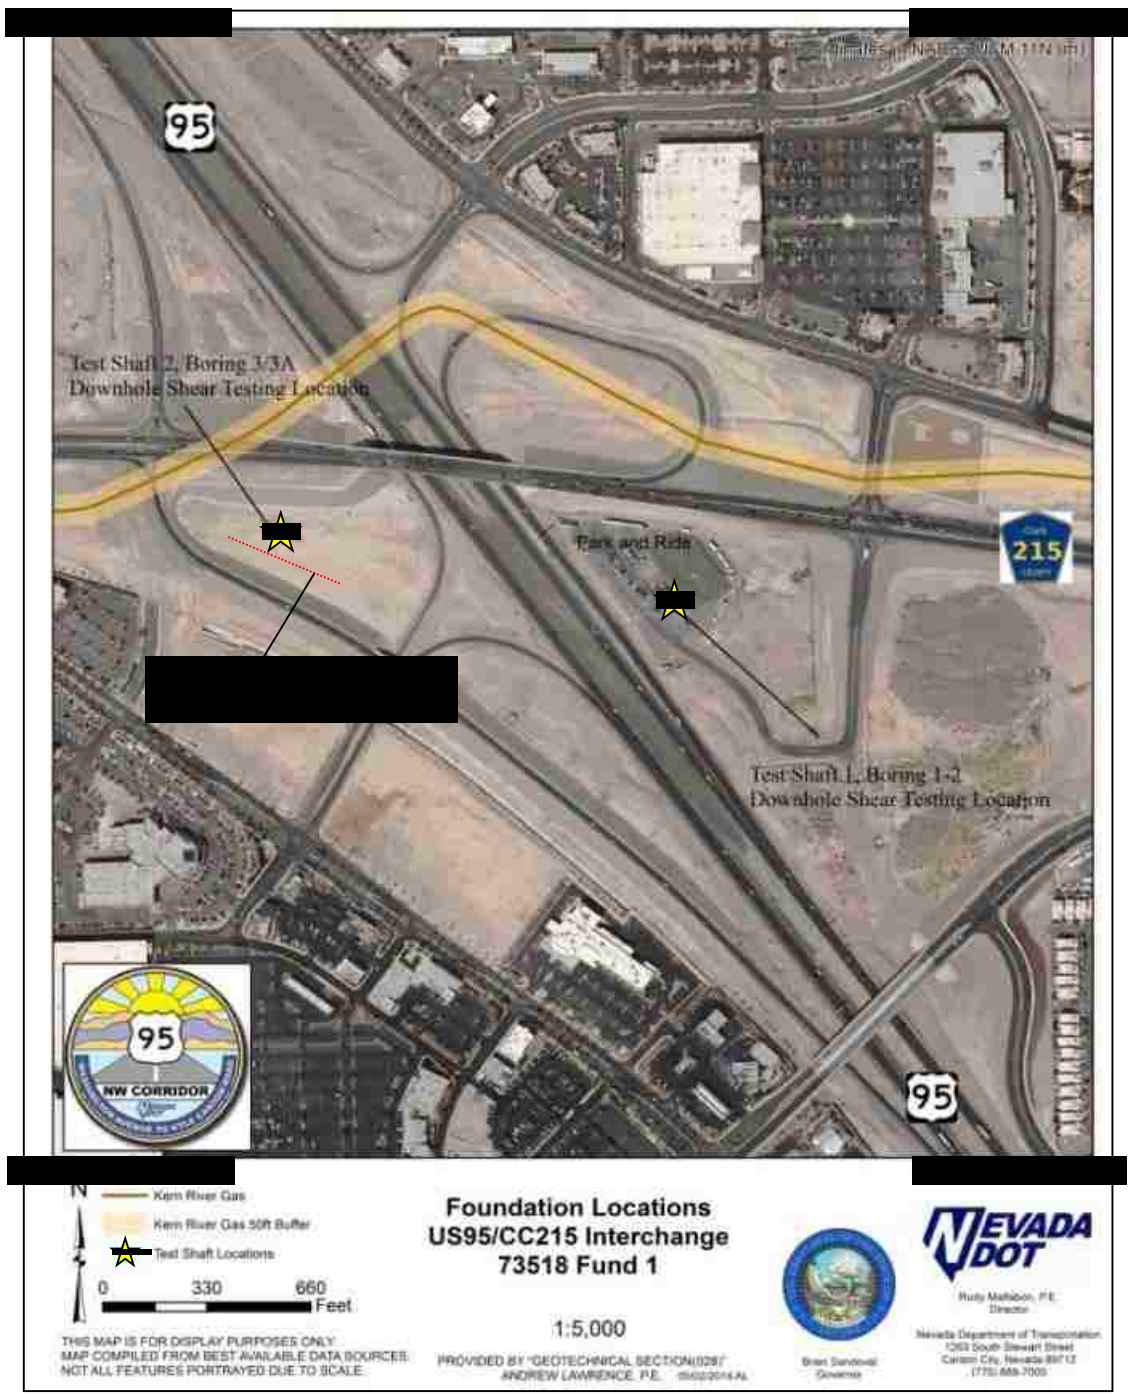 95
Test Shaft 2, Boring 3/3A
Downhole Shear Testing Location
Park and Ride
215
Test Shaft 1, Boring 1-2
Downhole Shear Testing Location
95
NW CORRIDOR
95
N
Kern River Gas
Kern River Gas 50ft Buffer
Test Shaft Locations
0 330 660
Feet
THIS MAP IS FOR DISPLAY PURPOSES ONLY
MAP COMPILED FROM BEST AVAILABLE DATA SOURCES
NOT ALL FEATURES PORTRAYED DUE TO SCALE.
Foundation Locations
US95/CC215 Interchange
73518 Fund 1
1:5,000
PROVIDED BY "GEOTECHNICAL SECTION(028)"
ANDREW LAWRENCE, P.E.
Brian Sandoval
Governor
NEVADA
DOT
Rudy Malfabon, P.E.
Director
Nevada Department of Transportation
1263 South Stewart Street
Carson City, Nevada 89712